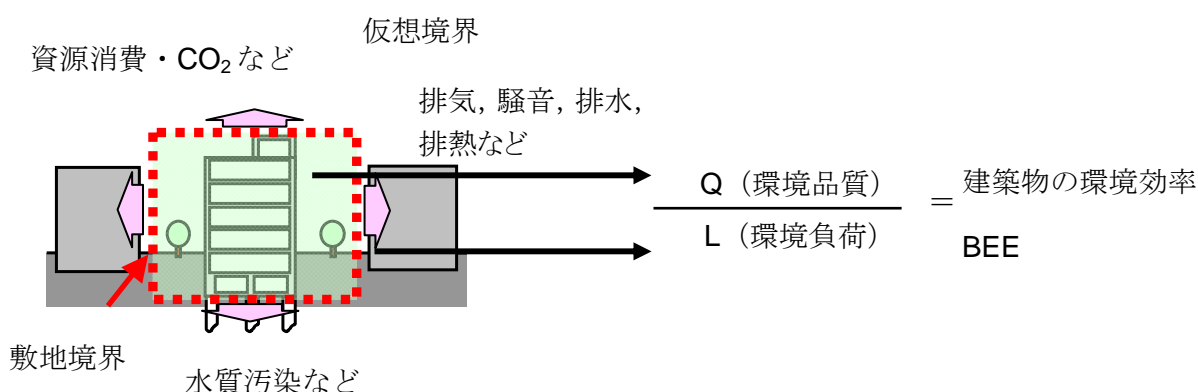 仮想境界
資源消費・CO₂など
排気, 騒音, 排水,
排熱など
Q（環境品質）
L（環境負荷）
＝
建築物の環境効率
BEE
敷地境界
水質汚染など